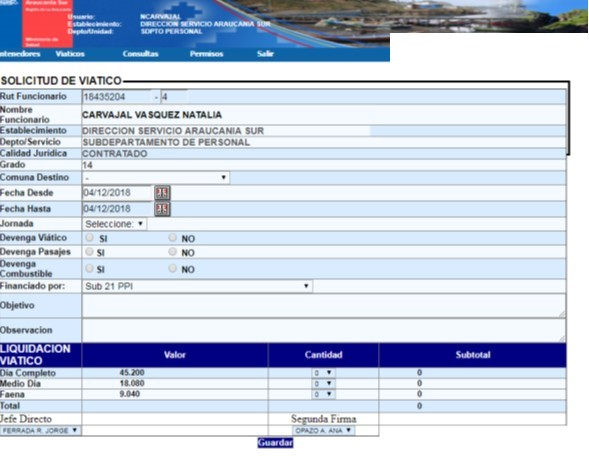 Araucanía Sur
Ministerio de
Salud
Usuario: NCARVAJAL
Establecimiento: DIRECCION SERVICIO ARAUCANIA SUR
Depto/Unidad: SDPTO PERSONAL
ntenedores Viaticos Consultas Permisos Salir
SOLICITUD DE VIATICO
Rut Funcionario 18435204 - 4
Nombre
Funcionario CARVAJAL VASQUEZ NATALIA
Establecimiento DIRECCION SERVICIO ARAUCANIA SUR
Depto/Servicio SUBDEPARTAMENTO DE PERSONAL
Calidad Juridica CONTRATADO
Grado 14
Comuna Destino -
Fecha Desde 04/12/2018
Fecha Hasta 04/12/2018
Jornada Seleccione:
Devenga Viático SI NO
Devenga Pasajes SI NO
Devenga
Combustible SI NO
Financiado por: Sub 21 PPI
Objetivo
Observacion
LIQUIDACION
VIATICO Valor Cantidad Subtotal
Dia Completo 45.200 0 0
Medio Dia 18.080 0 0
Faena 9.040 0 0
Total 0
Jefe Directo Segunda Firma
FERRADA R. JORGE OPAZO A. ANA
Guardar